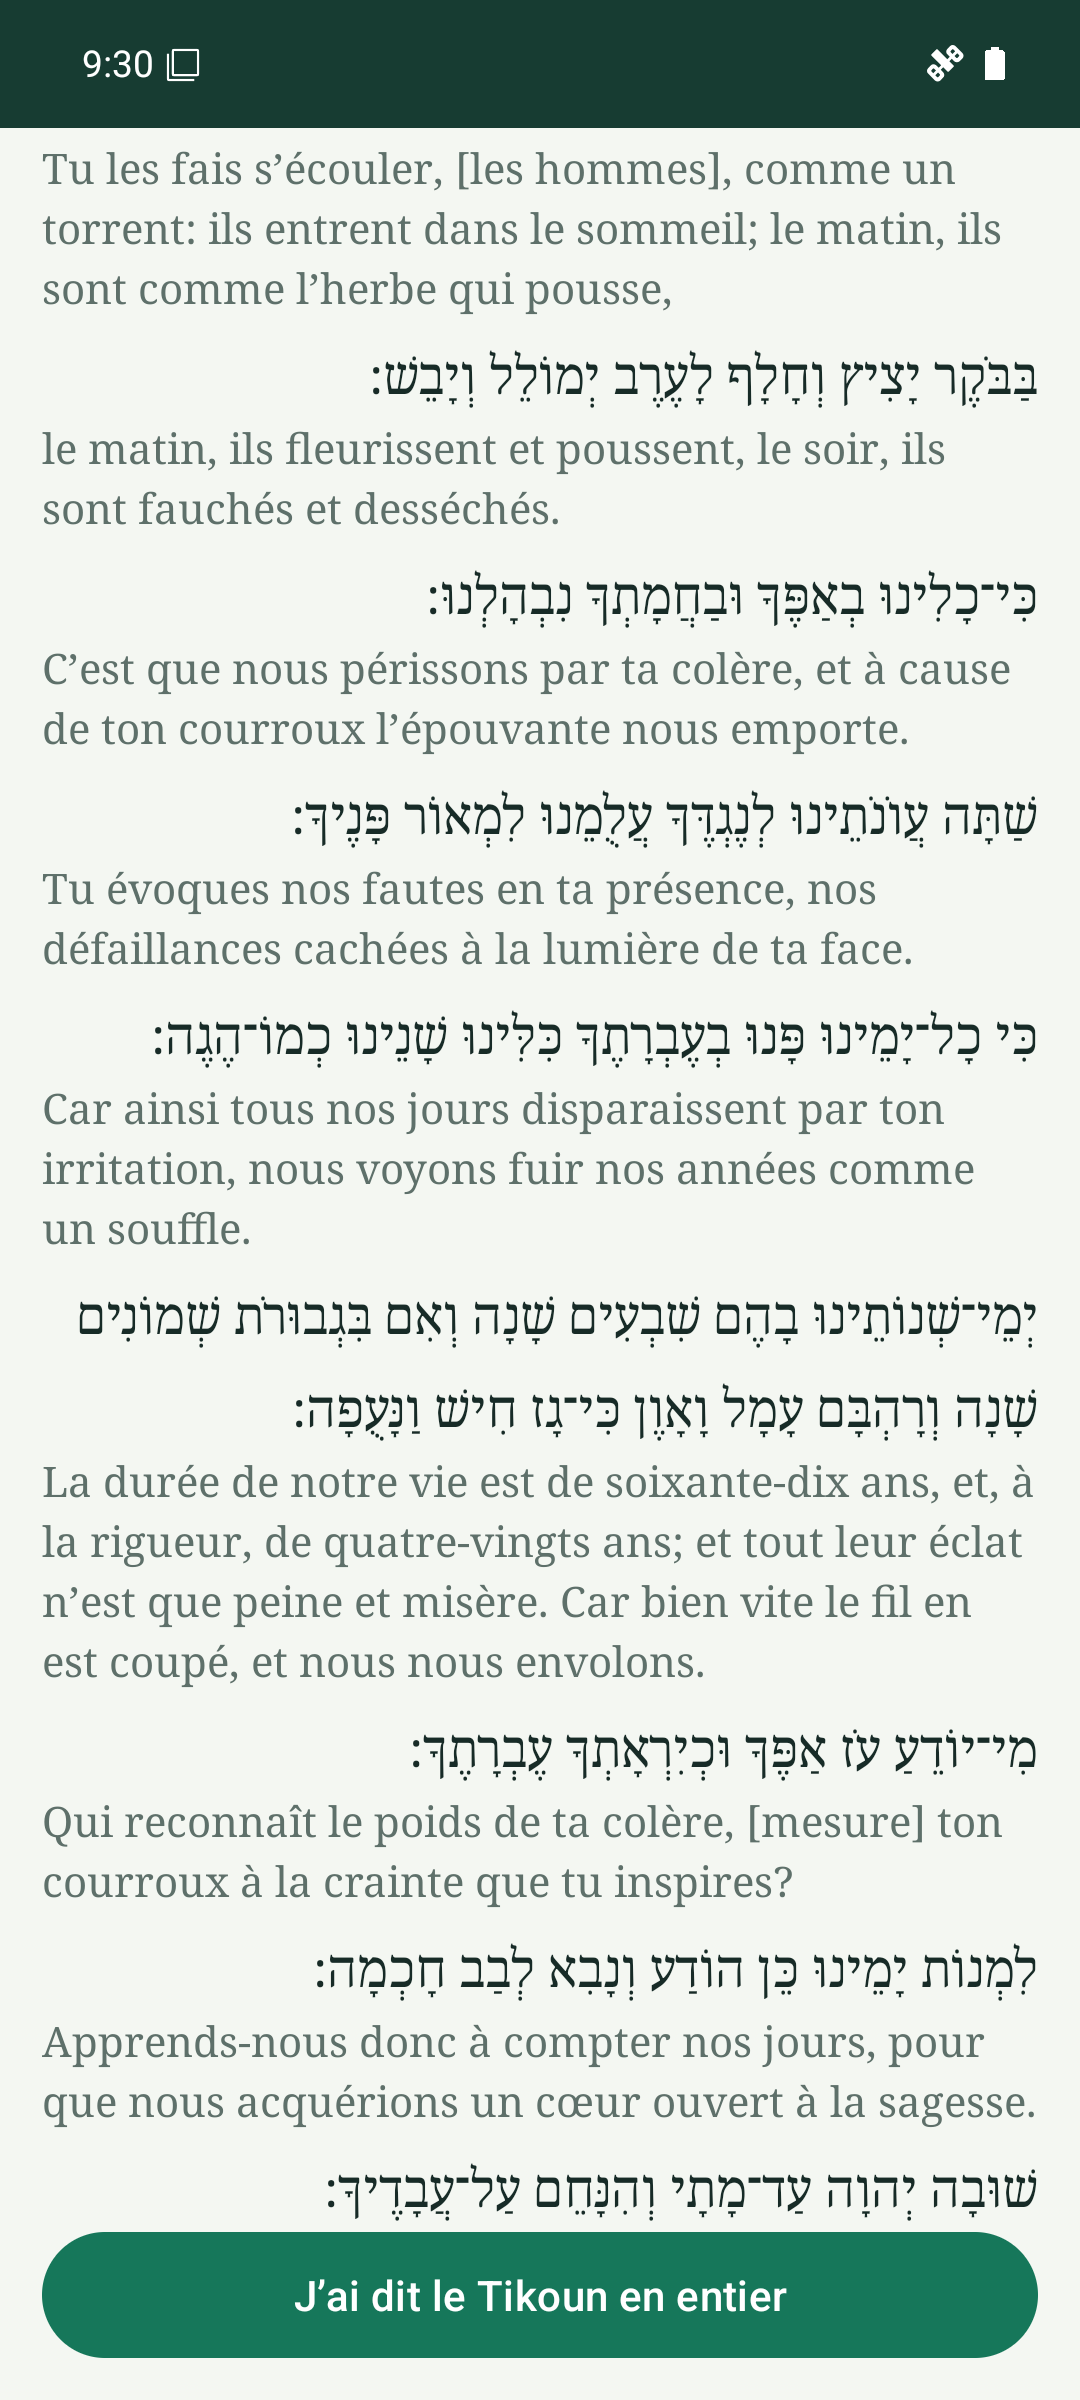 9:30
Tu les fais s’écouler, [les hommes], comme un
torrent: ils entrent dans le sommeil; le matin, ils
sont comme l’herbe qui pousse,
בַּבֹּקֶר יָצִיץ וְחָלָף לָעֶרֶב יְמוֹלֵל וְיָבֵשׁ:
le matin, ils fleurissent et poussent, le soir, ils
sont fauchés et desséchés.
כִּי־כָלִינוּ בְאַפֶּךָ וּבַחֲמָתְךָ נִבְהָלְנוּ:
C’est que nous périssons par ta colère, et à cause
de ton courroux l’épouvante nous emporte.
שַׁתָּה עֲוֺנֹתֵינוּ לְנֶגְדֶּךָ עֲלֻמֵנוּ לִמְאוֹר פָּנֶיךָ:
Tu évoques nos fautes en ta présence, nos
défaillances cachées à la lumière de ta face.
כִּי כָל־יָמֵינוּ פָּנוּ בְעֶבְרָתֶךָ כִּלִּינוּ שָׁנֵינוּ כְמוֹ־הֶגֶה:
Car ainsi tous nos jours disparaissent par ton
irritation, nous voyons fuir nos années comme
un souffle.
יְמֵי־שְׁנוֹתֵינוּ בָהֶם שִׁבְעִים שָׁנָה וְאִם בִּגְבוּרֹת שְׁמוֹנִים
שָׁנָה וְרָהְבָּם עָמָל וָאָוֶן כִּי־גָז חִישׁ וַנָּעֻפָה:
La durée de notre vie est de soixante-dix ans, et, à
la rigueur, de quatre-vingts ans; et tout leur éclat
n’est que peine et misère. Car bien vite le fil en
est coupé, et nous nous envolons.
מִי־יוֹדֵעַ עֹז אַפֶּךָ וּכְיִרְאָתְךָ עֶבְרָתֶךָ:
Qui reconnaît le poids de ta colère, [mesure] ton
courroux à la crainte que tu inspires?
לִמְנוֹת יָמֵינוּ כֵּן הוֹדַע וְנָבִא לְבַב חָכְמָה:
Apprends-nous donc à compter nos jours, pour
que nous acquérions un cœur ouvert à la sagesse.
שׁוּבָה יְהוָה עַד־מָתָי וְהִנָּחֵם עַל־עֲבָדֶיךָ:
J’ai dit le Tikoun en entier